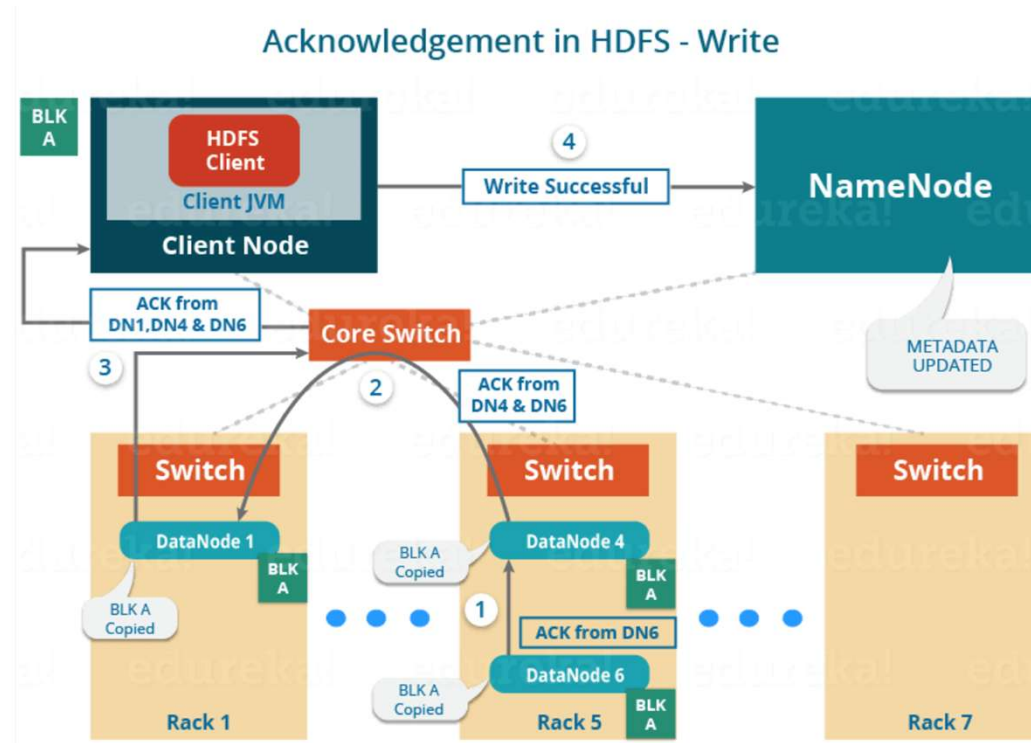 Acknowledgement in HDFS - Write
BLK
A
HDFS
Client
Client JVM
Client Node
4
Write Successful
NameNode
ACK from
DN1,DN4 & DN6
Core Switch
METADATA
UPDATED
3
2
ACK from
DN4 & DN6
Switch
Switch
Switch
DataNode 1
BLK
A
BLK A
Copied
DataNode 4
BLK A
Copied
BLK
A
1
ACK from DN6
DataNode 6
BLK A
Copied
BLK
A
Rack 1
Rack 5
Rack 7
edureka!